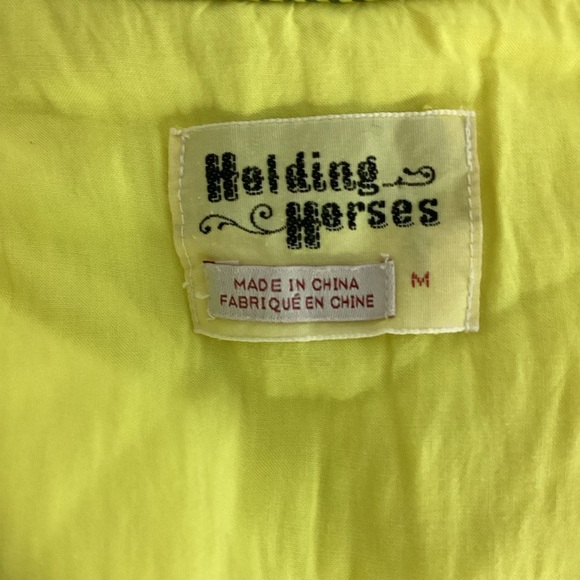 Holding
Horses
MADE IN CHINA
FABRIQUÉ EN CHINE
M